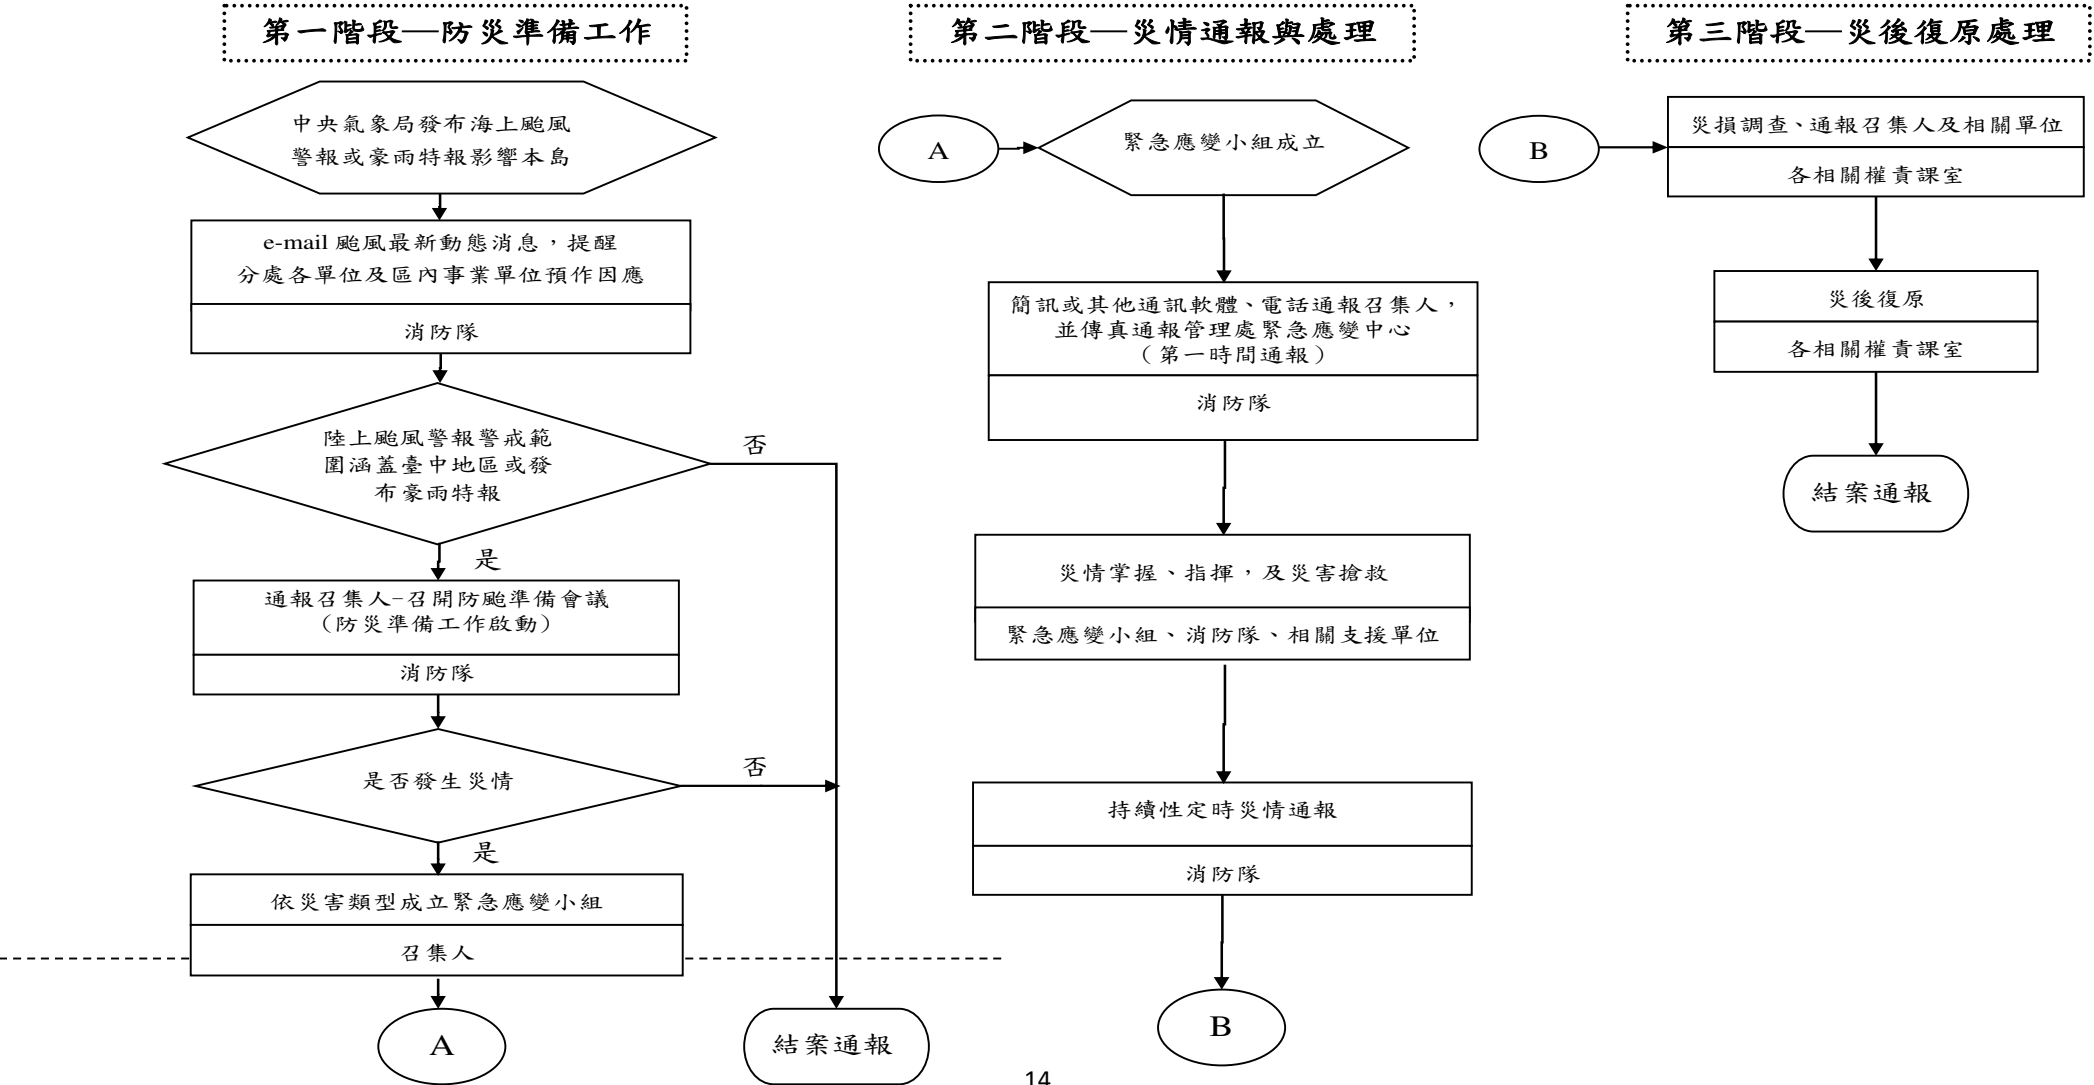 第一階段—防災準備工作
中央氣象局發布海上颱風
警報或豪雨特報影響本島
e-mail 颱風最新動態消息，提醒
分處各單位及區內事業單位預作因應
消防隊
陸上颱風警報警戒範
圍涵蓋臺中地區或發
布豪雨特報
否
是
通報召集人-召開防颱準備會議
（防災準備工作啟動）
消防隊
是否發生災情
否
是
依災害類型成立緊急應變小組
召集人
A
結案通報
第二階段—災情通報與處理
A
緊急應變小組成立
簡訊或其他通訊軟體、電話通報召集人，
並傳真通報管理處緊急應變中心
（第一時間通報）
消防隊
災情掌握、指揮，及災害搶救
緊急應變小組、消防隊、相關支援單位
持續性定時災情通報
消防隊
B
第三階段—災後復原處理
B
災損調查、通報召集人及相關單位
各相關權責課室
災後復原
各相關權責課室
結案通報
14